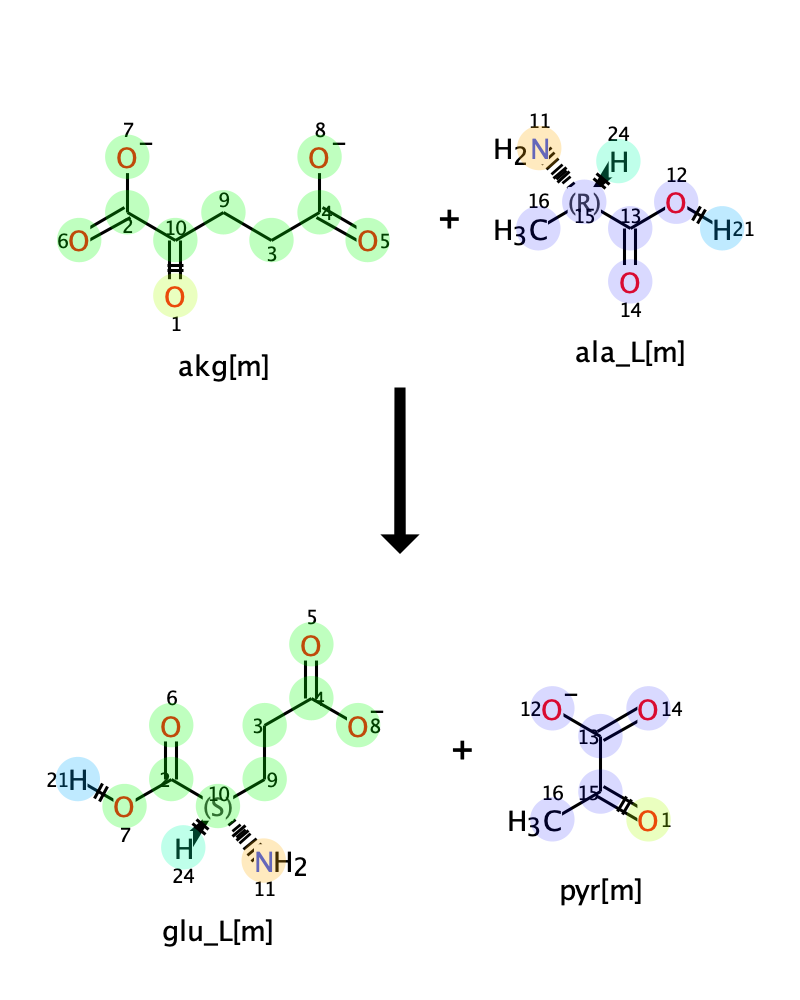 7 8
O− O−
9
6 O 2 10 3 4 O 5
O
1
akg[m]
+
11 24
H2N H
16 (R) 12
H3C 15 13 O H 21
O
14
ala_L[m]
5
O
6 4
O 3 O− 8
21 H 2 10 9
O (S)
7 H NH2
24 11
glu_L[m]
+
12 O− O 14
13
16 15
H3C O 1
pyr[m]